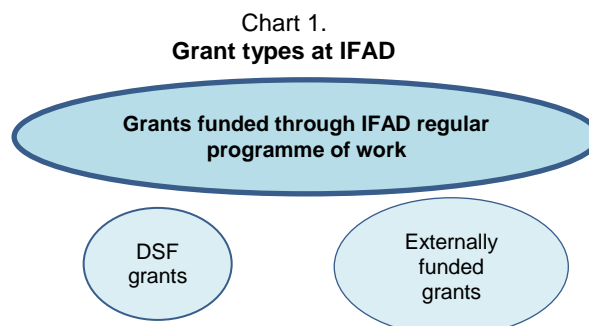 Chart 1.
Grant types at IFAD
Grants funded through IFAD regular
programme of work
DSF
grants
Externally
funded
grants